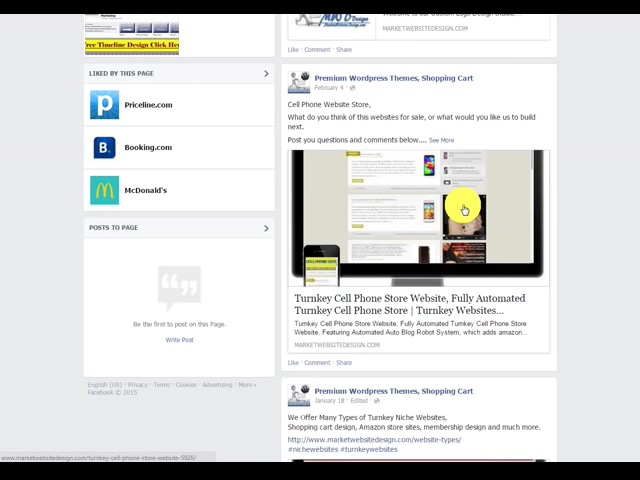 Free Timeline Design Click Here
LIKED BY THIS PAGE
Priceline.com
Booking.com
McDonald's
POSTS TO PAGE
Be the first to post on this Page.
Write Post
English (US) · Privacy · Terms · Cookies · Advertising · More
Facebook © 2015
www.marketwebsitedesign.com/turnkey-cell-phone-store-website-5926/
MARKETWEBSITEDESIGN.COM
Like · Comment · Share
Premium Wordpress Themes, Shopping Cart
February 4 ·
Cell Phone Website Store,
What do you think of this websites for sale, or what would you like us to build
next.
Post you questions and comments below.... See More
Turnkey Cell Phone Store Website, Fully Automated
Turnkey Cell Phone Store | Turnkey Websites...
Turnkey Cell Phone Store Website, Fully Automated Turnkey Cell Phone Store
Website, Featuring Automated Auto Blog Robot System, which adds amazon...
MARKETWEBSITEDESIGN.COM
Like · Comment · Share
Premium Wordpress Themes, Shopping Cart
January 18 · Edited ·
We Offer Many Types of Turnkey Niche Websites,
Shopping cart design, Amazon store sites, membership design and much more.
http://www.marketwebsitedesign.com/website-types/
#nichewebsites #turnkeywebsites